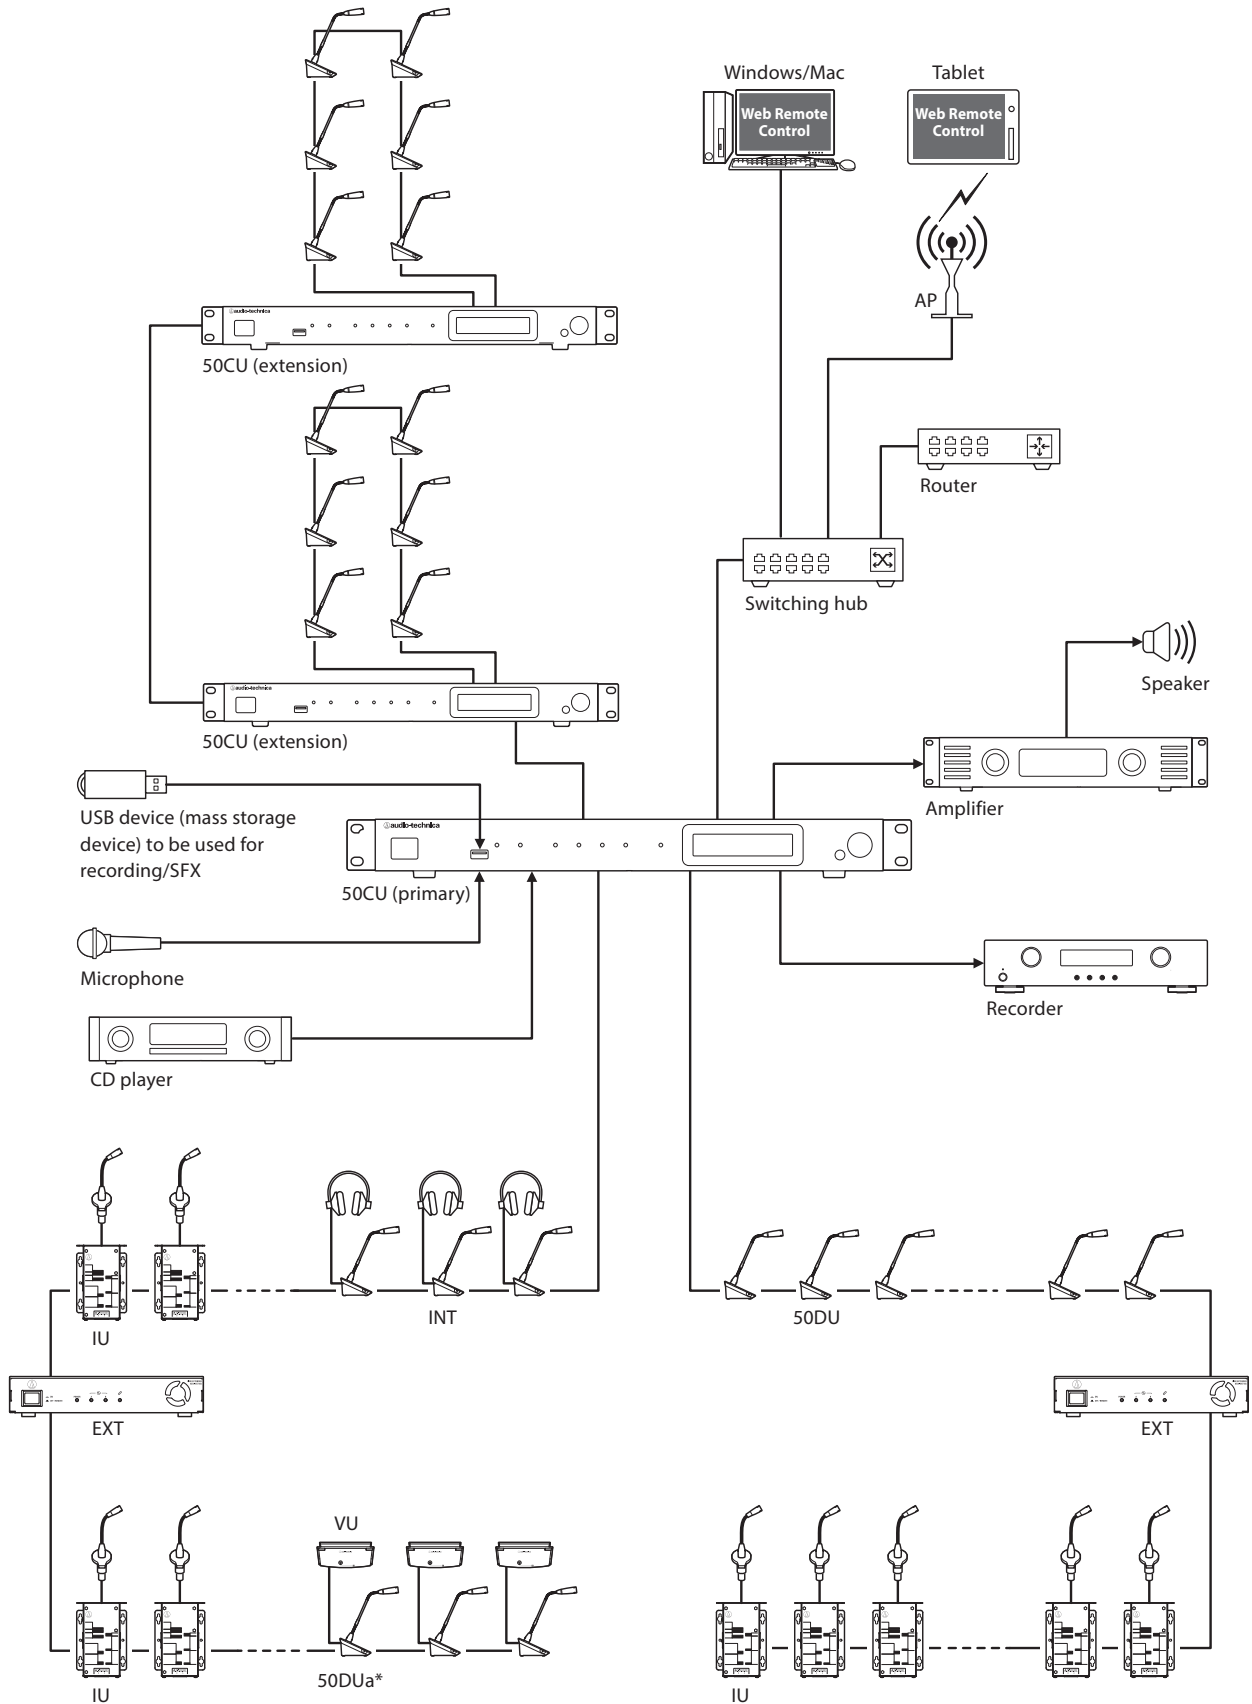 Windows/Mac
Tablet
Web Remote
Control
Web Remote
Control
AP
audio-technica
50CU (extension)
Router
Switching hub
Speaker
audio-technica
50CU (extension)
Amplifier
USB device (mass storage
device) to be used for
recording/SFX
audio-technica
50CU (primary)
Microphone
Recorder
CD player
IU
INT
50DU
EXT
EXT
VU
50DUa*
IU
IU